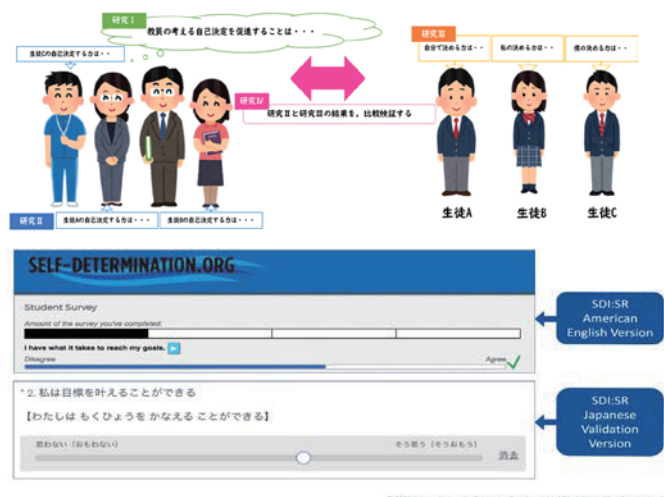 研究Ⅰ
教員の考える自己決定を促進することは・・・
生徒Cの自己決定する力は・・・
研究Ⅲ
自分で決める力は・・
私の決める力は・・
僕の決める力は・・
研究Ⅳ
研究Ⅱと研究Ⅲの結果を、比較検証する
研究Ⅱ
生徒Aの自己決定する力は・・・
生徒Bの自己決定する力は・・・
生徒A
生徒B
生徒C
SELF-DETERMINATION.ORG
Student Survey
Amount of the survey you've completed:
I have what it takes to reach my goals.
Disagree
Agree
SDI:SR
American
English Version
* 2. 私は目標を叶えることができる
【わたしは もくひょうを かなえる ことができる】
思わない（おもわない）
そう思う（そうおもう）
消去
SDI:SR
Japanese
Validation
Version